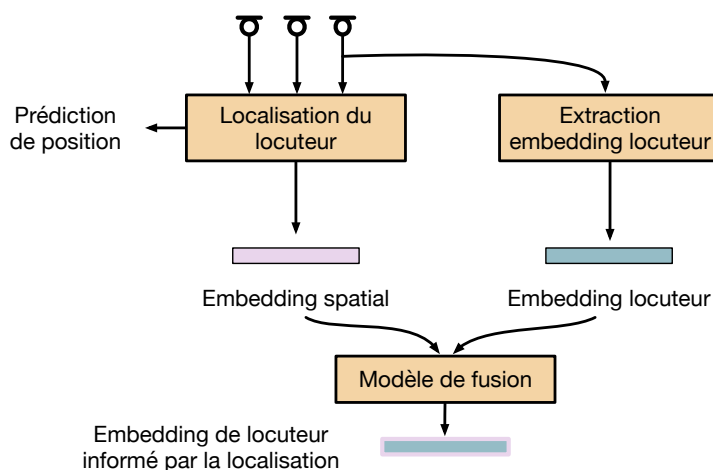 Prédiction
de position
Localisation du
locuteur
Extraction
embedding locuteur
Embedding spatial
Embedding locuteur
Modèle de fusion
Embedding de locuteur
informé par la localisation